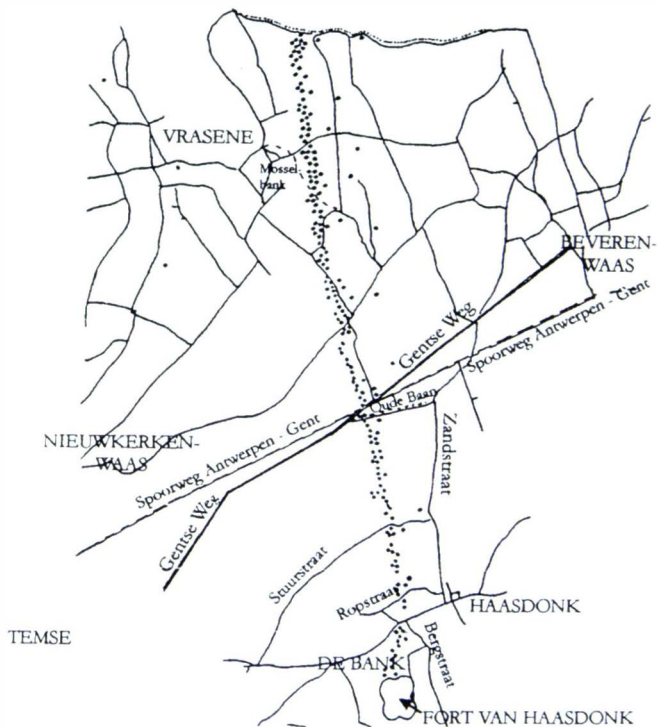 VRASENE
Mossel-
bank
BEVEREN-
WAAS
Gentse Weg
Spoorweg Antwerpen - Gent
Oude Baan
NIEUWKERKEN-
WAAS
Spoorweg Antwerpen - Gent
Zandstraat
Gentse Weg
Stuurstraat
Ropstraat
HAASDONK
TEMSE
Bergstraat
DE BANK
FORT VAN HAASDONK